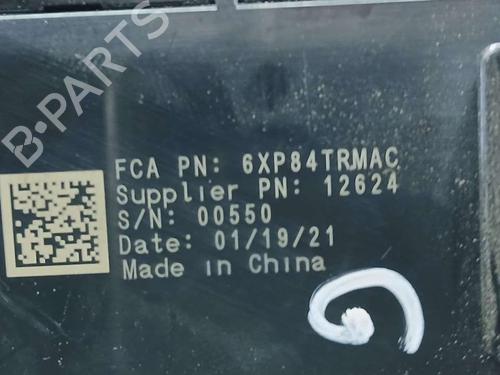 B-PARTS
FCA PN: 6XP84TRMAC
Supplier PN: 12624
S/N: 00550
Date: 01/19/21
Made in China